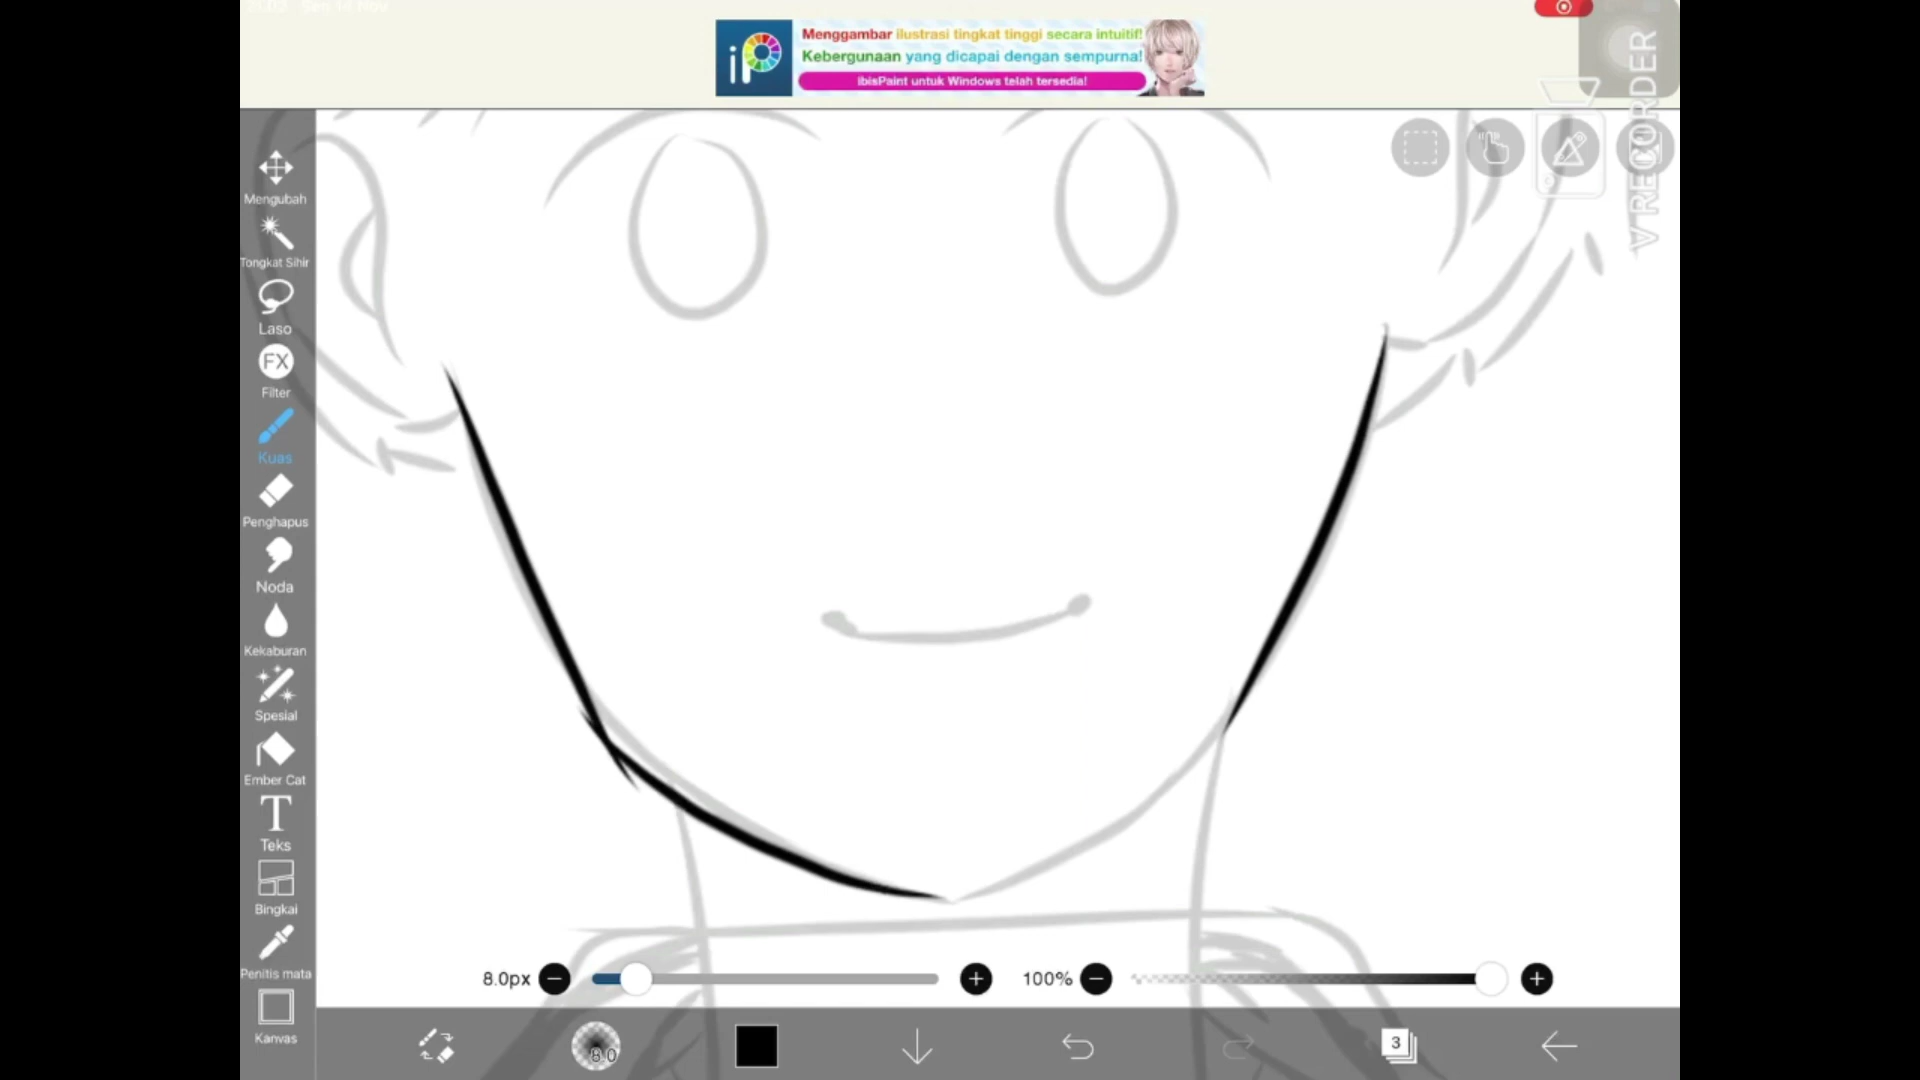 Menggambar ilustrasi tingkat tinggi secara intuitif!
Kebergunaan yang dicapai dengan sempurna!
ibisPaint untuk Windows telah tersedia!
iP
V RECORDER
Mengubah
Tongkat Sihir
Laso
FX
Filter
Kuas
Penghapus
Noda
Kekaburan
Spesial
Ember Cat
T
Teks
Bingkai
Penitis mata
Kanvas
8.0px
100%
8.0
3